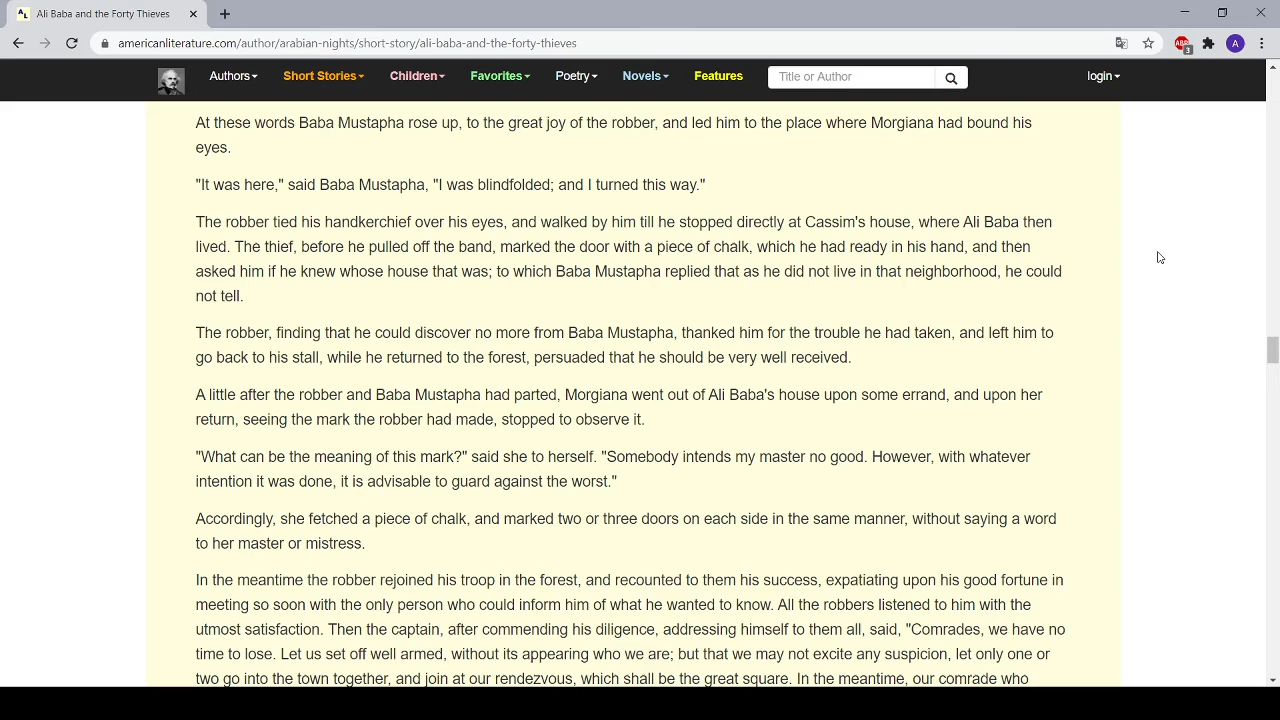 Ali Baba and the Forty Thieves
americanliterature.com/author/arabian-nights/short-story/ali-baba-and-the-forty-thieves
ABP
3
A
Authors
Short Stories
Children
Favorites
Poetry
Novels
Features
Title or Author
login
At these words Baba Mustapha rose up, to the great joy of the robber, and led him to the place where Morgiana had bound his
eyes.
"It was here," said Baba Mustapha, "I was blindfolded; and I turned this way."
The robber tied his handkerchief over his eyes, and walked by him till he stopped directly at Cassim's house, where Ali Baba then
lived. The thief, before he pulled off the band, marked the door with a piece of chalk, which he had ready in his hand, and then
asked him if he knew whose house that was; to which Baba Mustapha replied that as he did not live in that neighborhood, he could
not tell.
The robber, finding that he could discover no more from Baba Mustapha, thanked him for the trouble he had taken, and left him to
go back to his stall, while he returned to the forest, persuaded that he should be very well received.
A little after the robber and Baba Mustapha had parted, Morgiana went out of Ali Baba's house upon some errand, and upon her
return, seeing the mark the robber had made, stopped to observe it.
"What can be the meaning of this mark?" said she to herself. "Somebody intends my master no good. However, with whatever
intention it was done, it is advisable to guard against the worst."
Accordingly, she fetched a piece of chalk, and marked two or three doors on each side in the same manner, without saying a word
to her master or mistress.
In the meantime the robber rejoined his troop in the forest, and recounted to them his success, expatiating upon his good fortune in
meeting so soon with the only person who could inform him of what he wanted to know. All the robbers listened to him with the
utmost satisfaction. Then the captain, after commending his diligence, addressing himself to them all, said, "Comrades, we have no
time to lose. Let us set off well armed, without its appearing who we are; but that we may not excite any suspicion, let only one or
two go into the town together, and join at our rendezvous, which shall be the great square. In the meantime, our comrade who